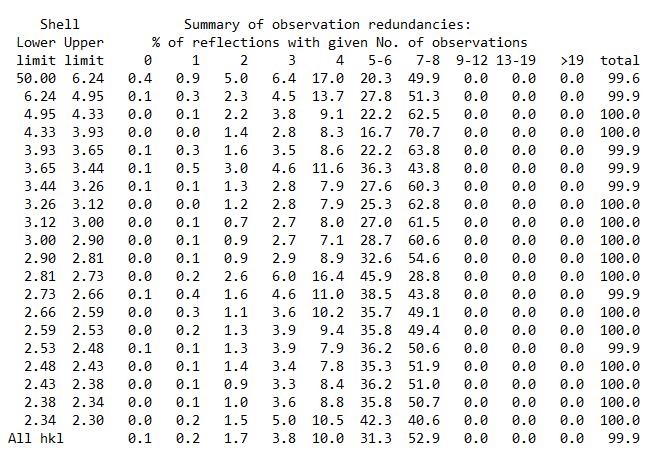 Shell Summary of observation redundancies:
Lower Upper % of reflections with given No. of observations
limit limit 0 1 2 3 4 5-6 7-8 9-12 13-19 >19 total
50.00 6.24 0.4 0.9 5.0 6.4 17.0 20.3 49.9 0.0 0.0 0.0 99.6
6.24 4.95 0.1 0.3 2.3 4.5 13.7 27.8 51.3 0.0 0.0 0.0 99.9
4.95 4.33 0.0 0.1 2.2 3.8 9.1 22.2 62.5 0.0 0.0 0.0 100.0
4.33 3.93 0.0 0.0 1.4 2.8 8.3 16.7 70.7 0.0 0.0 0.0 100.0
3.93 3.65 0.1 0.3 1.6 3.5 8.6 22.2 63.8 0.0 0.0 0.0 99.9
3.65 3.44 0.1 0.5 3.0 4.6 11.6 36.3 43.8 0.0 0.0 0.0 99.9
3.44 3.26 0.1 0.1 1.3 2.8 7.9 27.6 60.3 0.0 0.0 0.0 99.9
3.26 3.12 0.0 0.0 1.2 2.8 7.9 25.3 62.8 0.0 0.0 0.0 100.0
3.12 3.00 0.0 0.1 0.7 2.7 8.0 27.0 61.5 0.0 0.0 0.0 100.0
3.00 2.90 0.0 0.1 0.9 2.7 7.1 28.7 60.6 0.0 0.0 0.0 100.0
2.90 2.81 0.0 0.1 0.9 2.9 8.9 32.6 54.6 0.0 0.0 0.0 100.0
2.81 2.73 0.0 0.2 2.6 6.0 16.4 45.9 28.8 0.0 0.0 0.0 100.0
2.73 2.66 0.1 0.4 1.6 4.6 11.0 38.5 43.8 0.0 0.0 0.0 99.9
2.66 2.59 0.0 0.3 1.1 3.6 10.2 35.7 49.1 0.0 0.0 0.0 100.0
2.59 2.53 0.0 0.2 1.3 3.9 9.4 35.8 49.4 0.0 0.0 0.0 100.0
2.53 2.48 0.1 0.1 1.3 3.9 7.9 36.2 50.6 0.0 0.0 0.0 99.9
2.48 2.43 0.0 0.1 1.4 3.4 7.8 35.3 51.9 0.0 0.0 0.0 100.0
2.43 2.38 0.0 0.1 0.9 3.3 8.4 36.2 51.0 0.0 0.0 0.0 100.0
2.38 2.34 0.0 0.1 1.0 3.6 8.8 35.8 50.7 0.0 0.0 0.0 100.0
2.34 2.30 0.0 0.2 1.5 5.0 10.5 42.3 40.6 0.0 0.0 0.0 100.0
All hkl 0.1 0.2 1.7 3.8 10.0 31.3 52.9 0.0 0.0 0.0 99.9